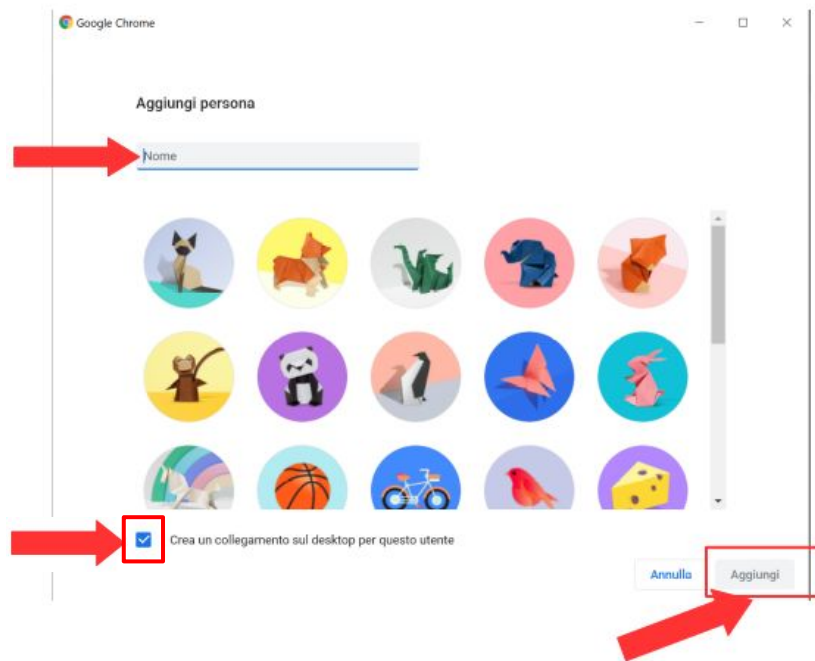 Google Chrome
Aggiungi persona
Nome
Crea un collegamento sul desktop per questo utente
Annulla
Aggiungi